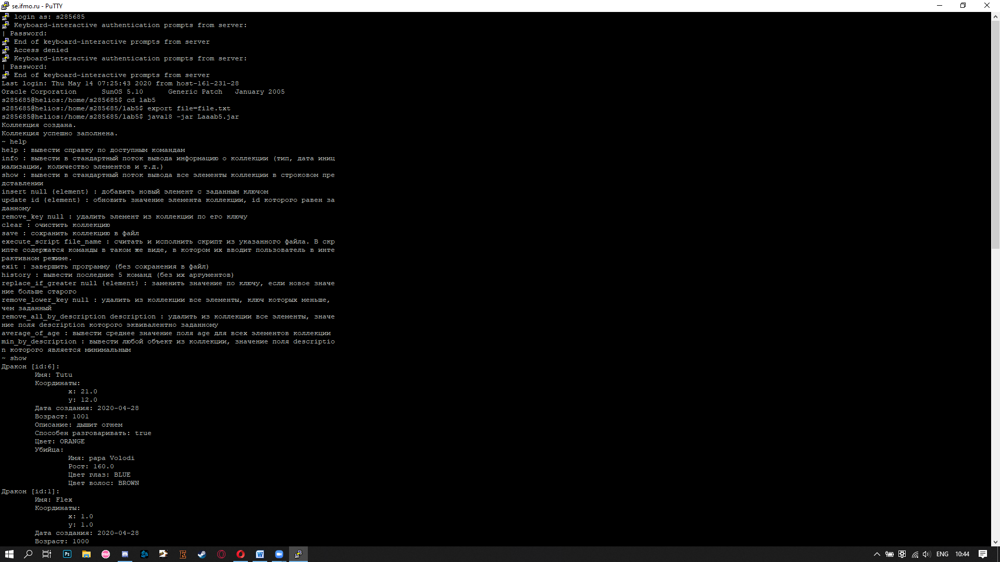 se.ifmo.ru - PuTTY
login as: s285685
Keyboard-interactive authentication prompts from server:
| Password:
End of keyboard-interactive prompts from server
Access denied
Keyboard-interactive authentication prompts from server:
| Password:
End of keyboard-interactive prompts from server
Last login: Thu May 14 07:25:43 2020 from host-161-231-28
Oracle Corporation      SunOS 5.10      Generic Patch   January 2005
s285685@helios:/home/s285685$ cd lab5
s285685@helios:/home/s285685/lab5$ export file=file.txt
s285685@helios:/home/s285685/lab5$ java18 -jar Laaab5.jar
Коллекция создана.
Коллекция успешно заполнена.
~ help
help : вывести справку по доступным командам
info : вывести в стандартный поток вывода информацию о коллекции (тип, дата иниц
иализации, количество элементов и т.д.)
show : вывести в стандартный поток вывода все элементы коллекции в строковом пре
дставлении
insert null {element} : добавить новый элемент с заданным ключом
update id {element} : обновить значение элемента коллекции, id которого равен за
данному
remove_key null : удалить элемент из коллекции по его ключу
clear : очистить коллекцию
save : сохранить коллекцию в файл
execute_script file_name : считать и исполнить скрипт из указанного файла. В скр
ипте содержатся команды в таком же виде, в котором их вводит пользователь в инте
рактивном режиме.
exit : завершить программу (без сохранения в файл)
history : вывести последние 5 команд (без их аргументов)
replace_if_greater null {element} : заменить значение по ключу, если новое значе
ние больше старого
remove_lower_key null : удалить из коллекции все элементы, ключ которых меньше,
чем заданный
remove_all_by_description description : удалить из коллекции все элементы, значе
ние поля description которого эквивалентно заданному
average_of_age : вывести среднее значение поля age для всех элементов коллекции
min_by_description : вывести любой объект из коллекции, значение поля descriptio
n которого является минимальным
~ show
Дракон [id:6]:
Имя: Tutu
Координаты:
x: 21.0
y: 12.0
Дата создания: 2020-04-28
Возраст: 1001
Описание: дышит огнем
Способен разговаривать: true
Цвет: ORANGE
Убийца:
Имя: papa Volodi
Рост: 160.0
Цвет глаз: BLUE
Цвет волос: BROWN
Дракон [id:1]:
Имя: Flex
Координаты:
x: 1.0
y: 1.0
Дата создания: 2020-04-28
Возраст: 1000
Ps
osu!
E
W
ENG
10:44